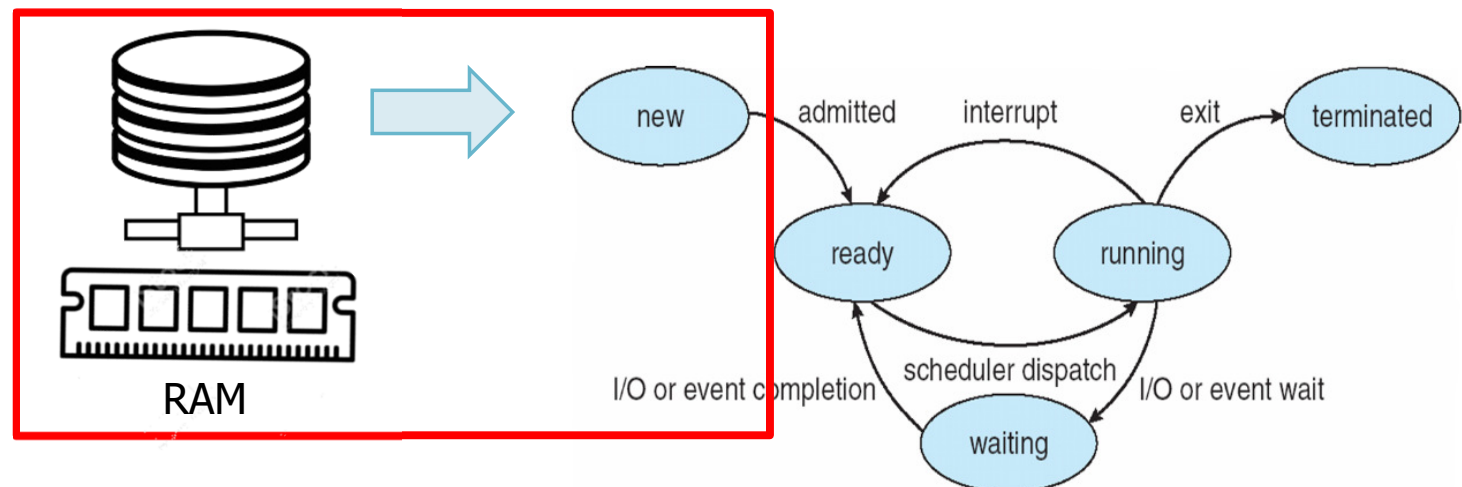 new
admitted
interrupt
exit
terminated
ready
running
I/O or event completion
scheduler dispatch
I/O or event wait
RAM
waiting